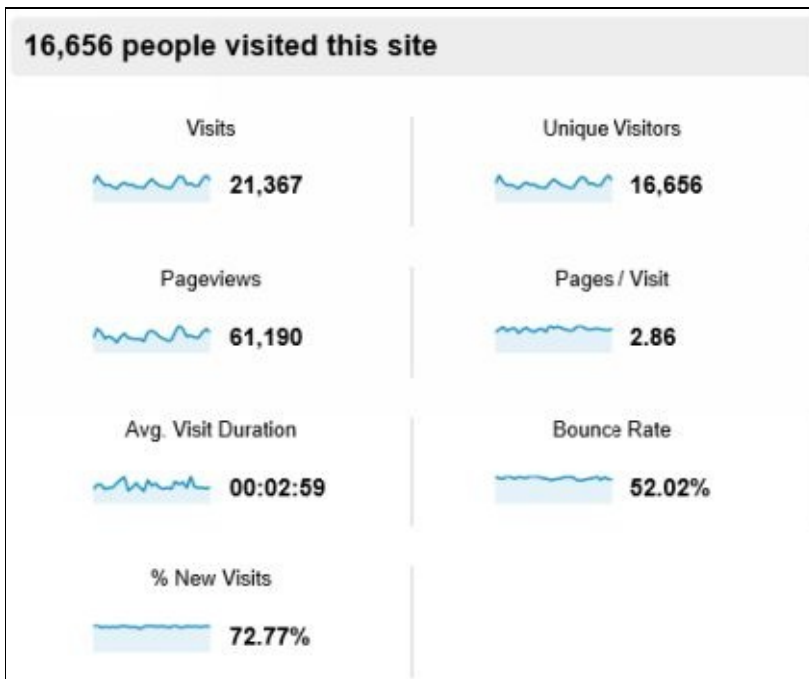 16,656 people visited this site
Visits
21,367
Unique Visitors
16,656
Pageviews
61,190
Pages / Visit
2.86
Avg. Visit Duration
00:02:59
Bounce Rate
52.02%
% New Visits
72.77%